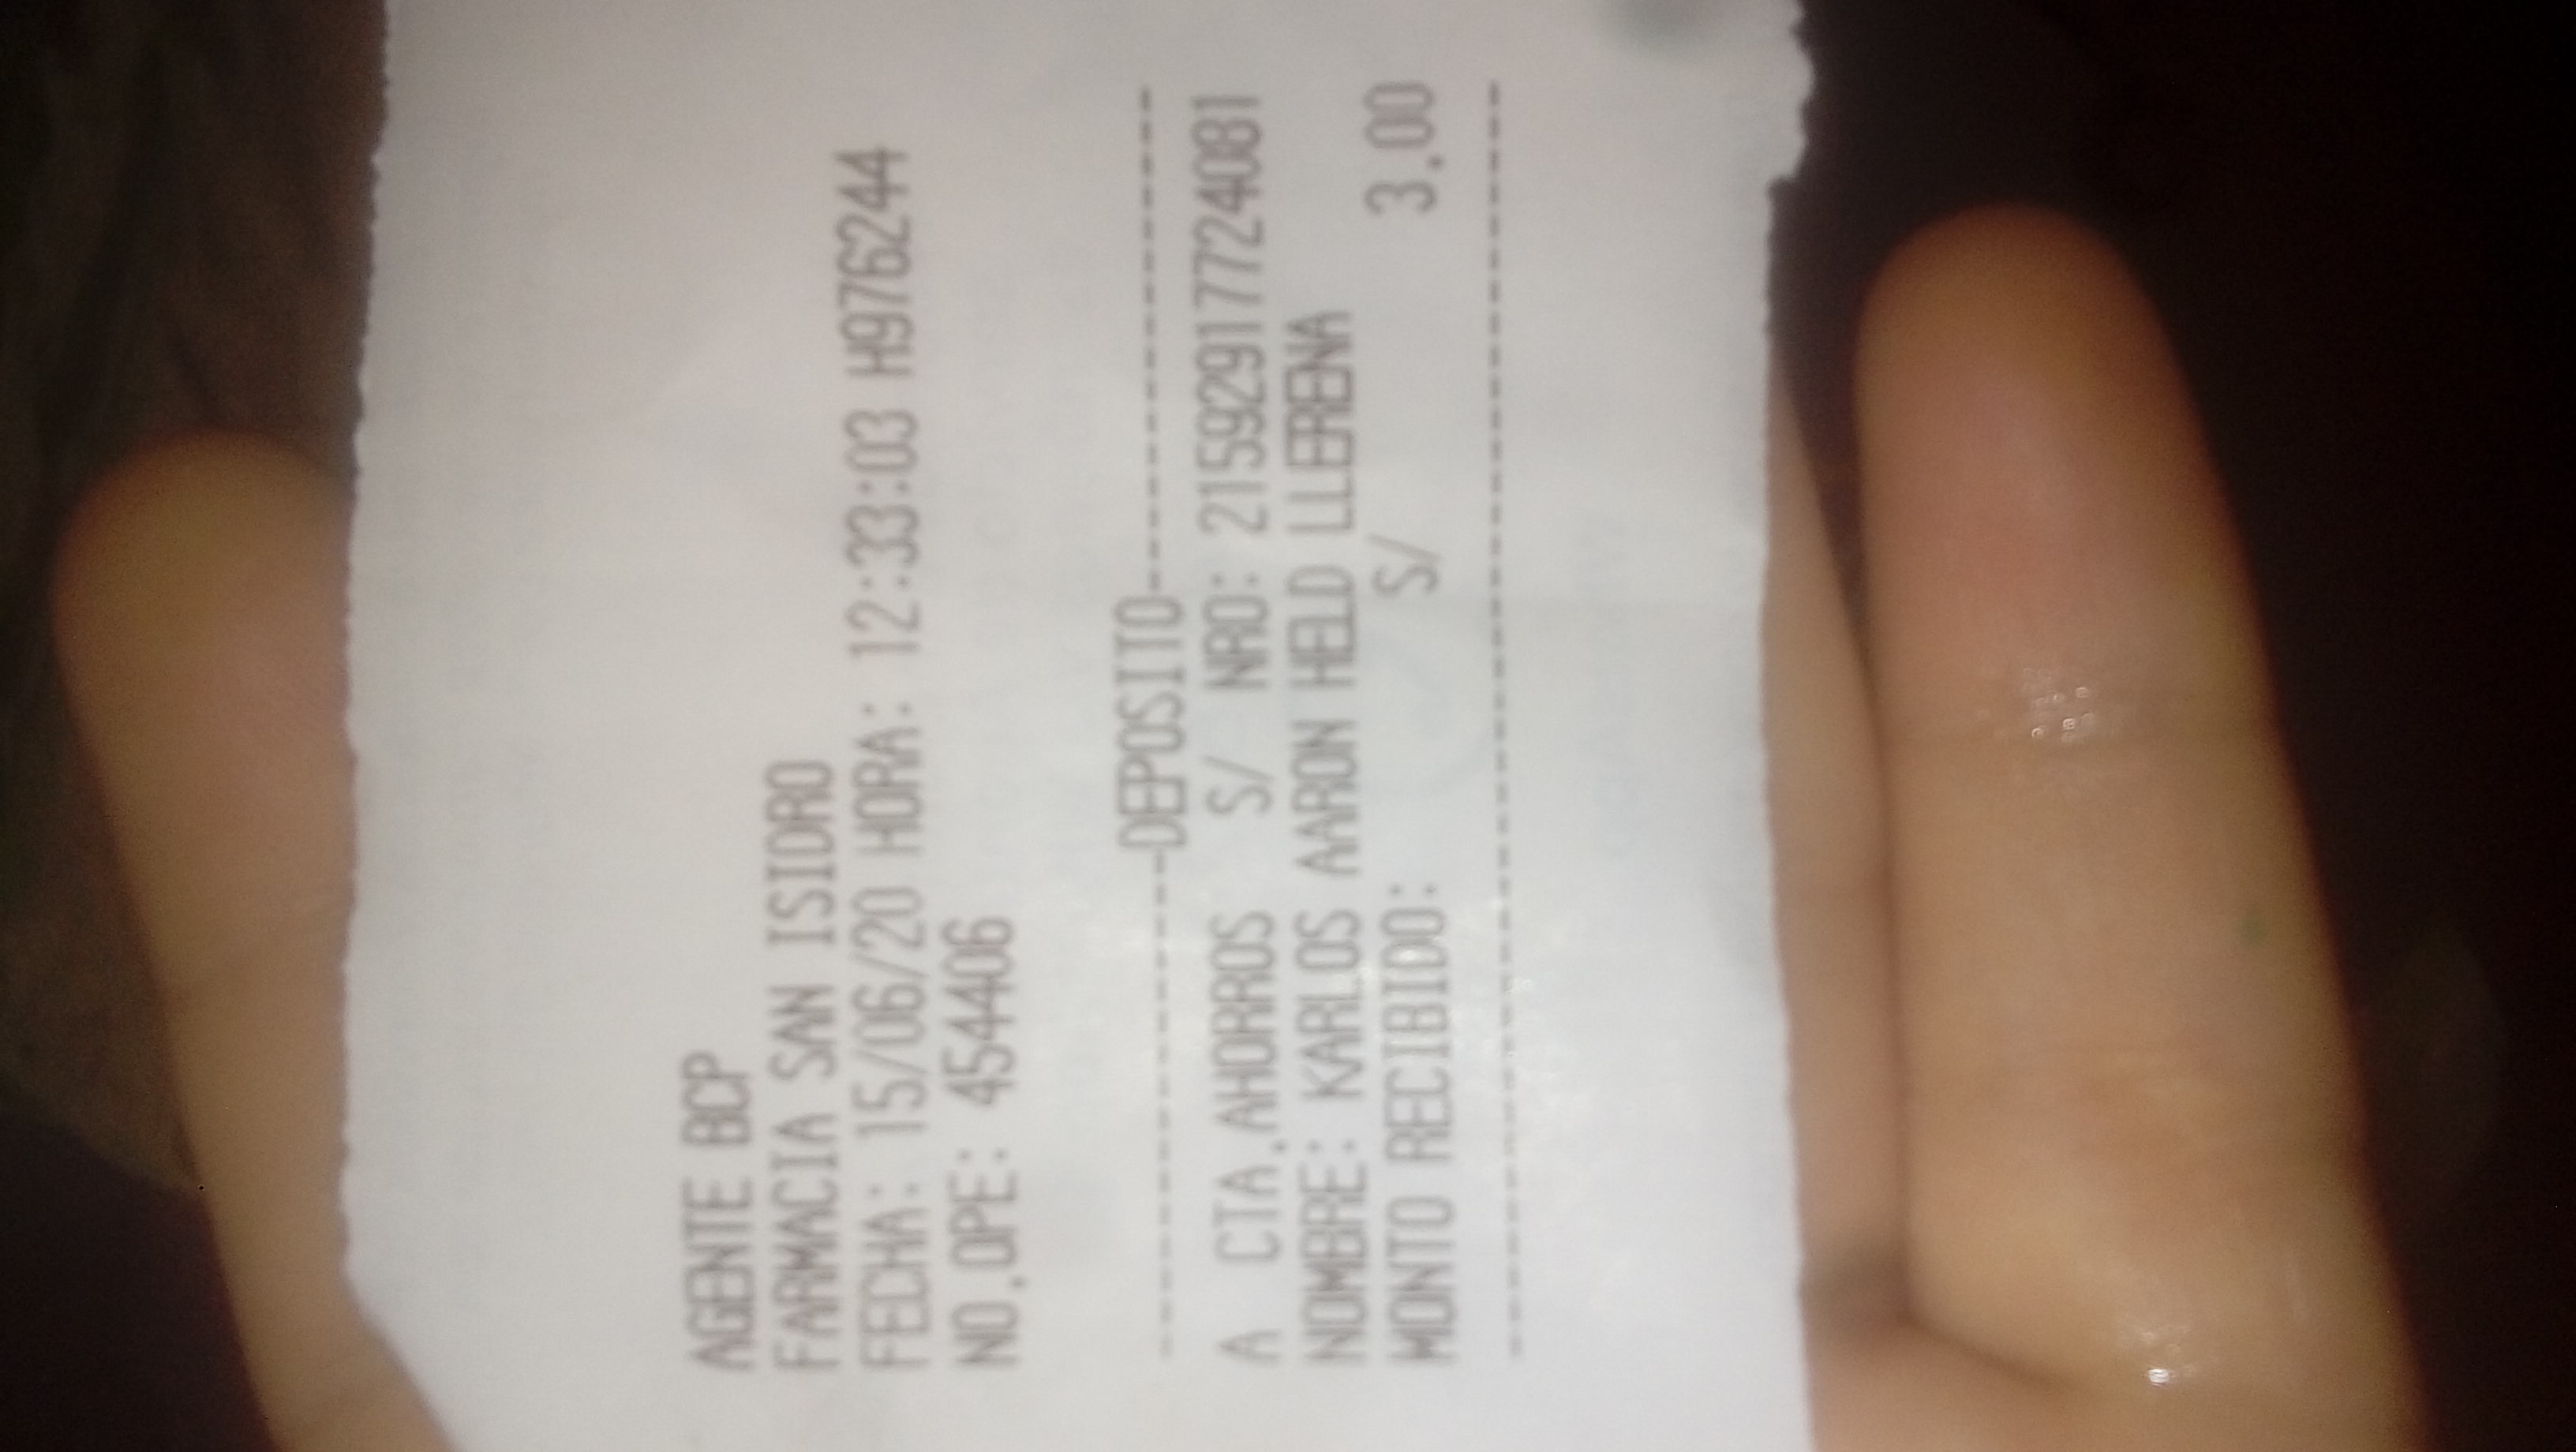 AGENTE BCP
FARMACIA SAN ISIDRO
FECHA: 15/06/20 HORA: 12:33:03 H976244
NO.OPE: 454406
------------------DEPOSITO------------------
A CTA.AHORROS S/ NRO: 21592917724081
NOMBRE: KARLOS AARON HELD LLERENA
MONTO RECIBIDO: S/ 3.00